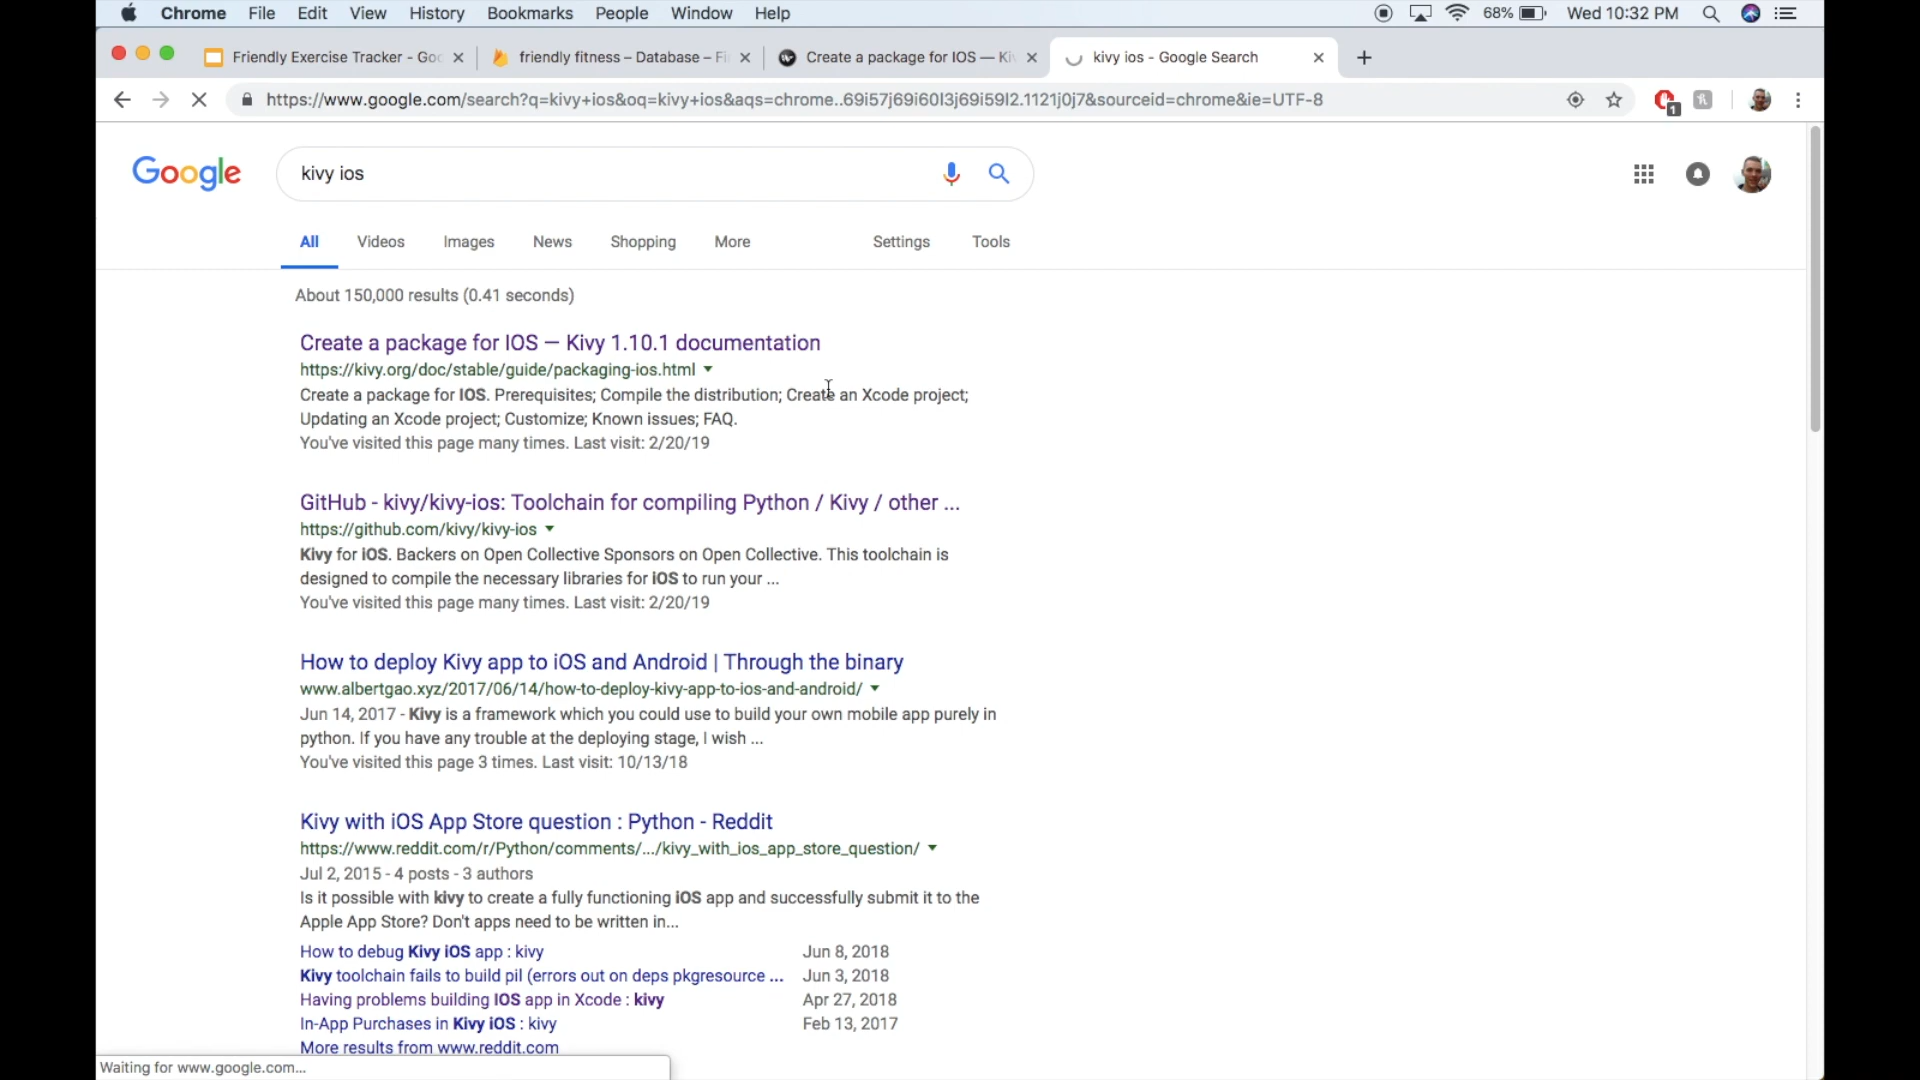 Chrome File Edit View History Bookmarks People Window Help 68% Wed 10:32 PM
Friendly Exercise Tracker - Goo friendly fitness – Database – Fi Create a package for IOS — Kiv kivy ios - Google Search
https://www.google.com/search?q=kivy+ios&oq=kivy+ios&aqs=chrome..69i57j69i60l3j69i59l2.1121j0j7&sourceid=chrome&ie=UTF-8 1
Google kivy ios
All Videos Images News Shopping More Settings Tools
About 150,000 results (0.41 seconds)
Create a package for IOS — Kivy 1.10.1 documentation
https://kivy.org/doc/stable/guide/packaging-ios.html
Create a package for IOS. Prerequisites; Compile the distribution; Create an Xcode project;
Updating an Xcode project; Customize; Known issues; FAQ.
You've visited this page many times. Last visit: 2/20/19
GitHub - kivy/kivy-ios: Toolchain for compiling Python / Kivy / other ...
https://github.com/kivy/kivy-ios
Kivy for iOS. Backers on Open Collective Sponsors on Open Collective. This toolchain is
designed to compile the necessary libraries for iOS to run your ...
You've visited this page many times. Last visit: 2/20/19
How to deploy Kivy app to iOS and Android | Through the binary
www.albertgao.xyz/2017/06/14/how-to-deploy-kivy-app-to-ios-and-android/
Jun 14, 2017 - Kivy is a framework which you could use to build your own mobile app purely in
python. If you have any trouble at the deploying stage, I wish ...
You've visited this page 3 times. Last visit: 10/13/18
Kivy with iOS App Store question : Python - Reddit
https://www.reddit.com/r/Python/comments/.../kivy_with_ios_app_store_question/
Jul 2, 2015 - 4 posts - 3 authors
Is it possible with kivy to create a fully functioning iOS app and successfully submit it to the
Apple App Store? Don't apps need to be written in...
How to debug Kivy iOS app : kivy Jun 8, 2018
Kivy toolchain fails to build pil (errors out on deps pkgresource ... Jun 3, 2018
Having problems building IOS app in Xcode : kivy Apr 27, 2018
In-App Purchases in Kivy iOS : kivy Feb 13, 2017
More results from www.reddit.com
Waiting for www.google.com...